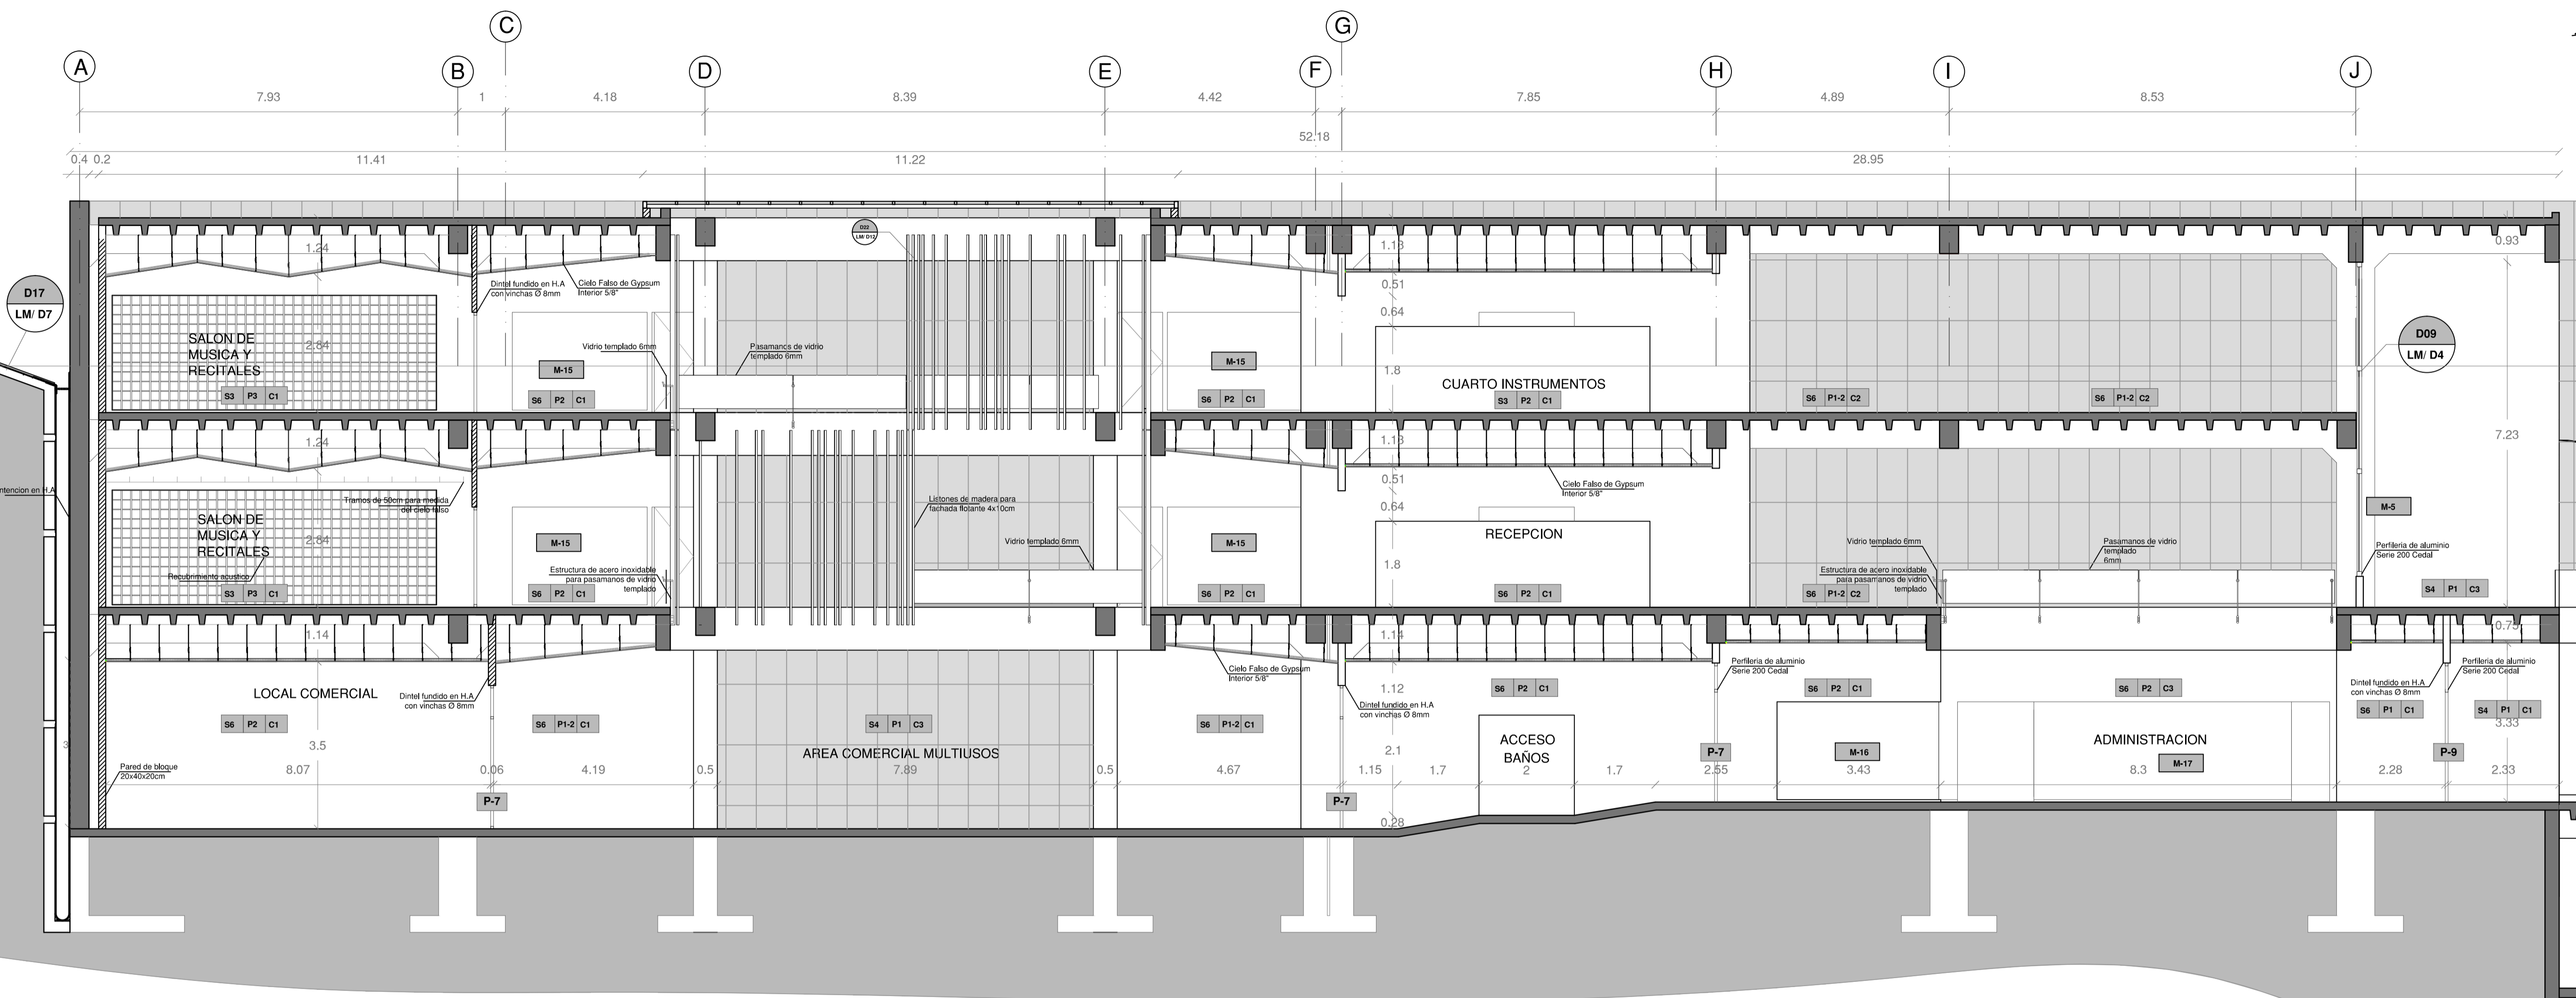 C
G
A
B
D
E
F
H
I
J
7.93
1
4.18
8.39
4.42
7.85
4.89
8.53
52.18
0.4
0.2
11.41
11.22
28.95
D22
LM/ D12
1.24
1.13
0.93
Dintel fundido en H.A
con vinchas Ø 8mm
Cielo Falso de Gypsum
Interior 5/8"
0.51
0.64
D17
LM/ D7
SALON DE
MUSICA Y
RECITALES
2.84
Vidrio templado 6mm
Pasamanos de vidrio
templado 6mm
M-15
M-15
D09
LM/ D4
1.8
CUARTO INSTRUMENTOS
S3 P3 C1
S6 P2 C1
S6 P2 C1
S3 P2 C1
S6 P1-2 C2
S6 P1-2 C2
1.24
1.13
7.23
0.51
Cielo Falso de Gypsum
Interior 5/8"
ntencion en H.A
Tramos de 50cm para medida
del cielo falso
Listones de madera para
fachada flotante 4x10cm
0.64
M-5
SALON DE
MUSICA Y
RECITALES
2.84
RECEPCION
M-15
Vidrio templado 6mm
M-15
Vidrio templado 6mm
Pasamanos de vidrio
templado
6mm
Perfileria de aluminio
Serie 200 Cedal
Recubrimiento acustico
Estructura de acero inoxidable
para pasamanos de vidrio
templado
1.8
Estructura de acero inoxidable
para pasamanos de vidrio
templado
S3 P3 C1
S6 P2 C1
S6 P2 C1
S6 P2 C1
S6 P1-2 C2
S4 P1 C3
1.14
1.14
0.75
Cielo Falso de Gypsum
Interior 5/8"
Perfileria de aluminio
Serie 200 Cedal
Perfileria de aluminio
Serie 200 Cedal
LOCAL COMERCIAL
Dintel fundido en H.A
con vinchas Ø 8mm
1.12
Dintel fundido en H.A
con vinchas Ø 8mm
S6 P2 C1
S6 P2 C1
S6 P2 C3
Dintel fundido en H.A
con vinchas Ø 8mm
S6 P1 C1
S4 P1 C1
3.33
S6 P2 C1
S6 P1-2 C1
S4 P1 C3
S6 P1-2 C1
3
3.5
AREA COMERCIAL MULTIUSOS
2.1
ACCESO
BAÑOS
P-7
M-16
ADMINISTRACION
M-17
P-9
Pared de bloque
20x40x20cm
8.07
0.06
4.19
0.5
7.89
0.5
4.67
1.15
1.7
2
1.7
2.55
3.43
8.3
2.28
2.33
P-7
P-7
0.28